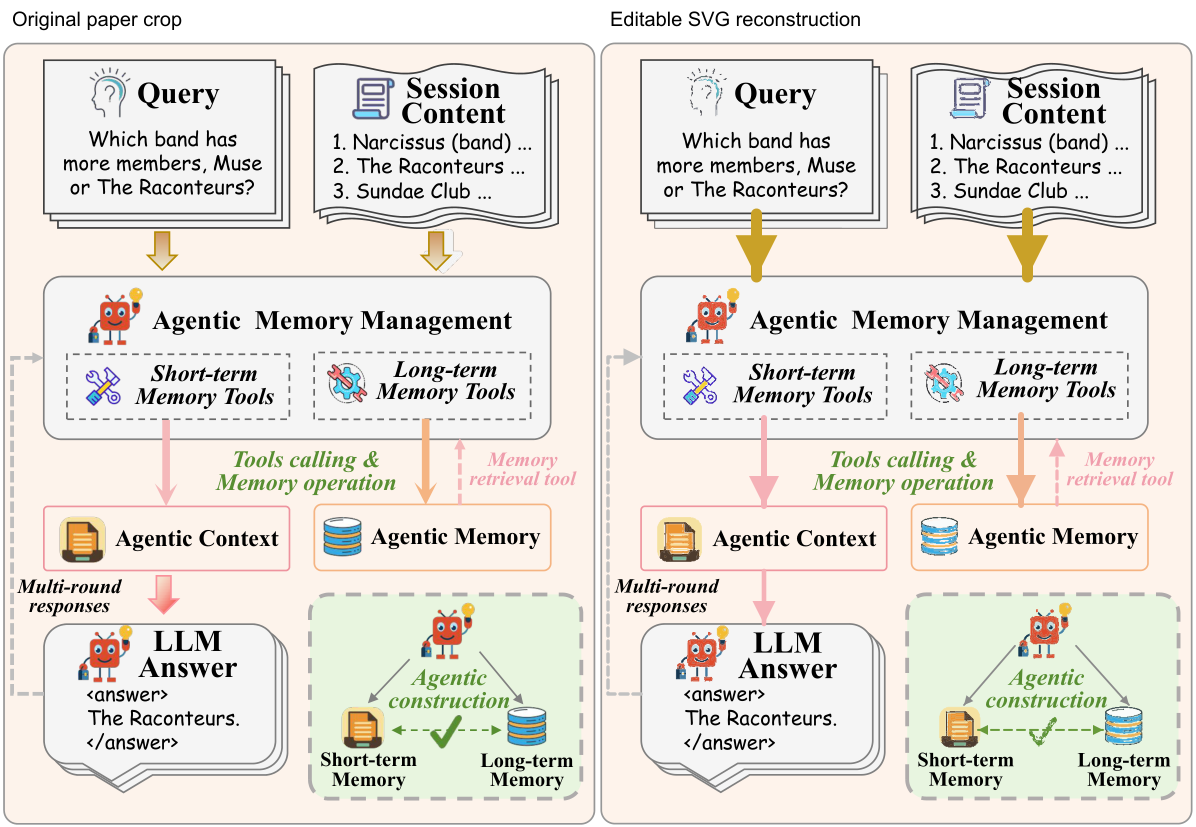 Original paper crop
Query
Which band has
more members, Muse
or The Raconteurs?
Session
Content
1. Narcissus (band) ...
2. The Raconteurs ...
3. Sundae Club ...
Agentic Memory Management
Short-term
Memory Tools
Long-term
Memory Tools
Tools calling &
Memory operation
Memory
retrieval tool
Agentic Context
Agentic Memory
Multi-round
responses
LLM
Answer
<answer>
The Raconteurs.
</answer>
Agentic
construction
Short-term
Memory
Long-term
Memory
Editable SVG reconstruction
Query
Which band has
more members, Muse
or The Raconteurs?
Session
Content
1. Narcissus (band) ...
2. The Raconteurs ...
3. Sundae Club ...
Agentic Memory Management
Short-term
Memory Tools
Long-term
Memory Tools
Tools calling &
Memory operation
Memory
retrieval tool
Agentic Context
Agentic Memory
Multi-round
responses
LLM
Answer
<answer>
The Raconteurs.
</answer>
Agentic
construction
Short-term
Memory
Long-term
Memory